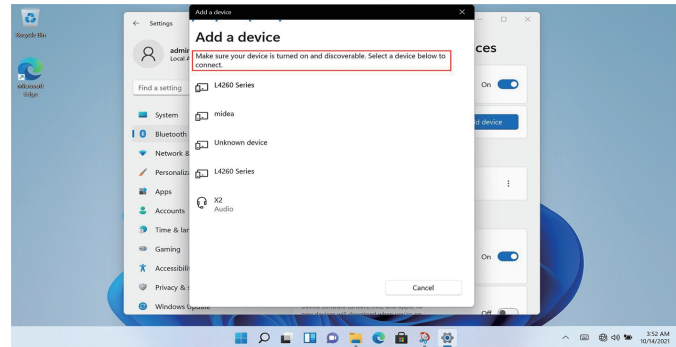 Recycle Bin
Microsoft
Edge
Settings
admin
Local A
Find a setting
System
Bluetooth
Network &
Personaliza
Apps
Accounts
Time & lan
Gaming
Accessibili
Privacy & s
Windows Update
Add a device
Add a device
Make sure your device is turned on and discoverable. Select a device below to
connect.
L4260 Series
midea
Unknown device
L4260 Series
X2
Audio
Cancel
ces
On
d device
On
Off
3:52 AM
10/14/2021